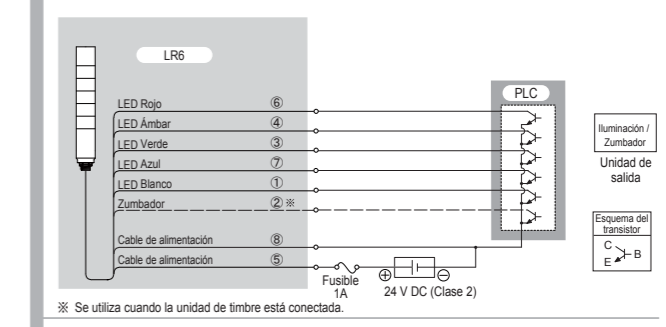 LR6
PLC
LED Rojo ⑥
LED Ámbar ④
LED Verde ③
LED Azul ⑦
LED Blanco ①
Zumbador ② ※
Cable de alimentación ⑧
Cable de alimentación ⑤
Fusible
1A
⊕ ⊖
24 V DC (Clase 2)
※ Se utiliza cuando la unidad de timbre está conectada.
Iluminación /
Zumbador
Unidad de
salida
Esquema del
transistor
C
B
E